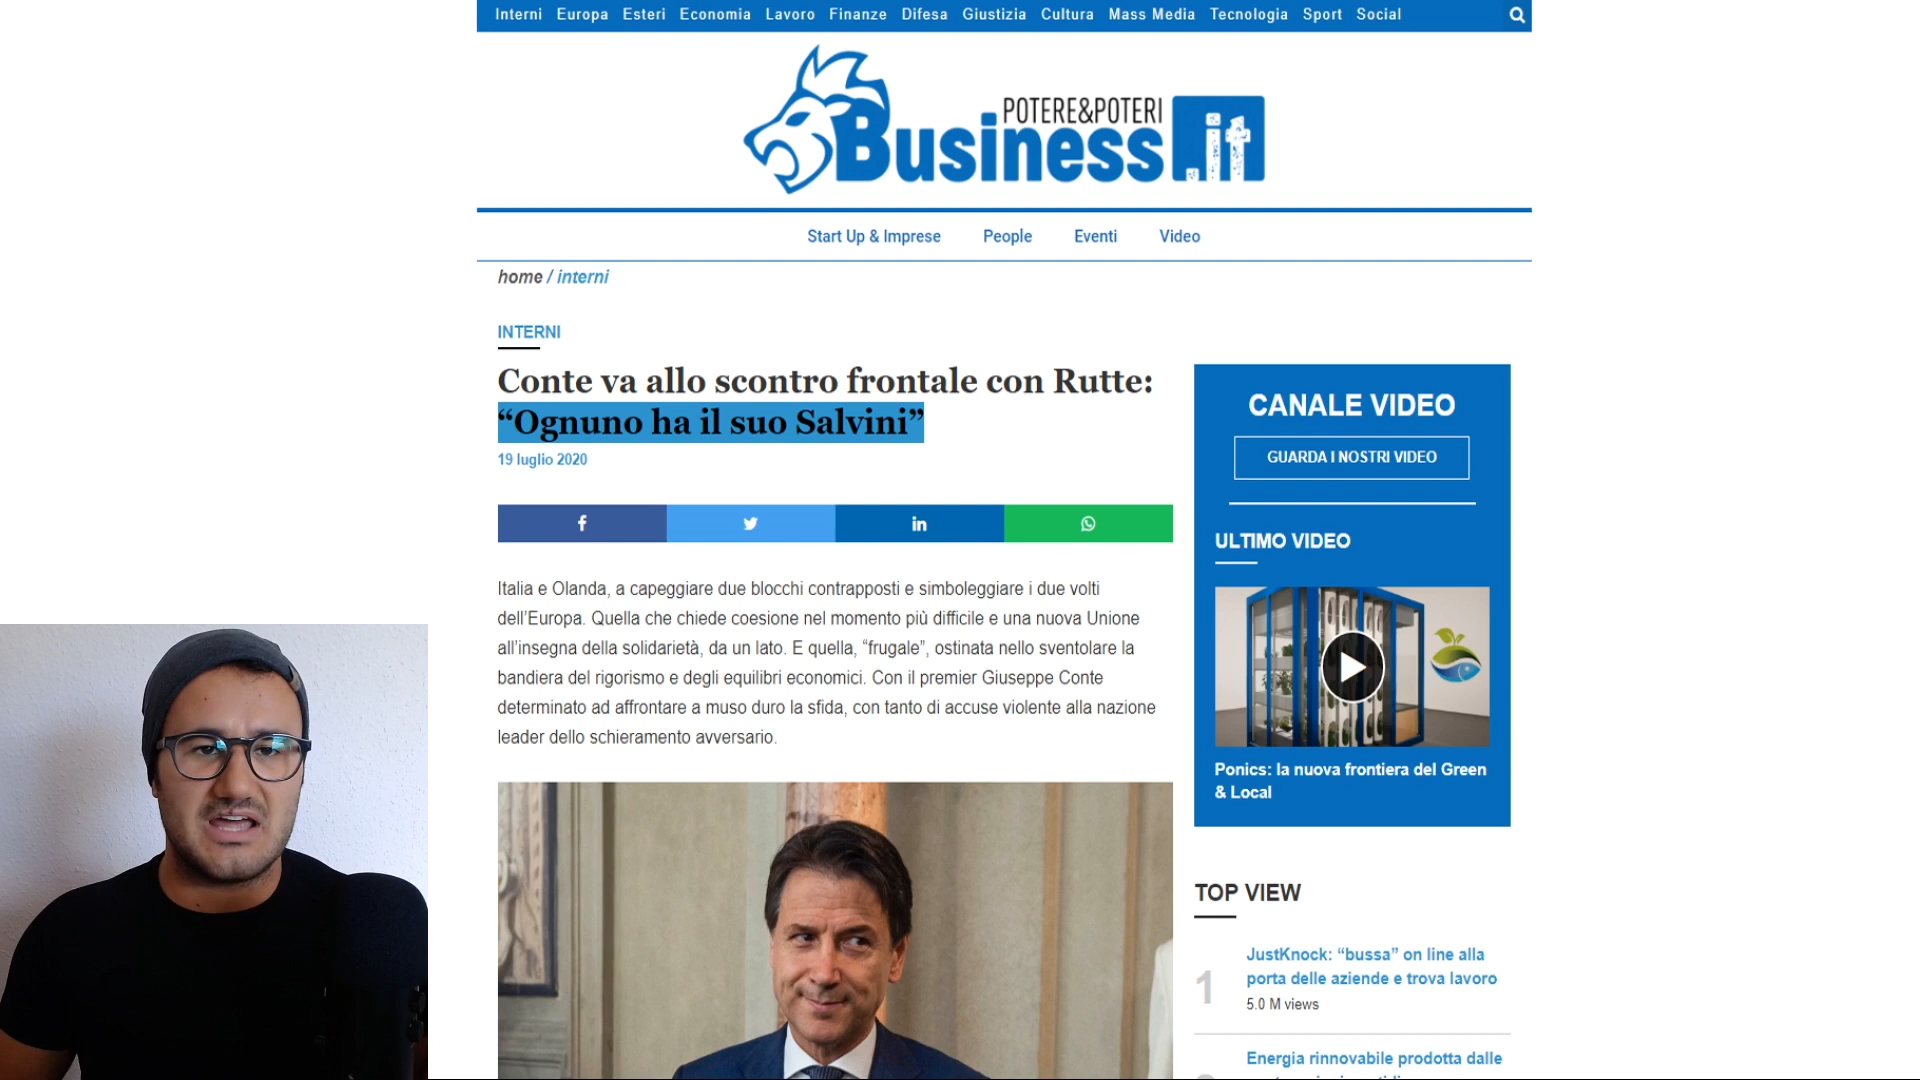 Interni Europa Esteri Economia Lavoro Finanze Difesa Giustizia Cultura Mass Media Tecnologia Sport Social
POTERE&POTERI
Business.it
Start Up & Imprese People Eventi Video
home / interni
INTERNI
Conte va allo scontro frontale con Rutte:
“Ognuno ha il suo Salvini”
19 luglio 2020
Italia e Olanda, a capeggiare due blocchi contrapposti e simboleggiare i due volti
dell’Europa. Quella che chiede coesione nel momento più difficile e una nuova Unione
all’insegna della solidarietà, da un lato. E quella, “frugale”, ostinata nello sventolare la
bandiera del rigorismo e degli equilibri economici. Con il premier Giuseppe Conte
determinato ad affrontare a muso duro la sfida, con tanto di accuse violente alla nazione
leader dello schieramento avversario.
CANALE VIDEO
GUARDA I NOSTRI VIDEO
ULTIMO VIDEO
Ponics: la nuova frontiera del Green
& Local
TOP VIEW
1
JustKnock: “bussa” on line alla
porta delle aziende e trova lavoro
5.0 M views
Energia rinnovabile prodotta dalle